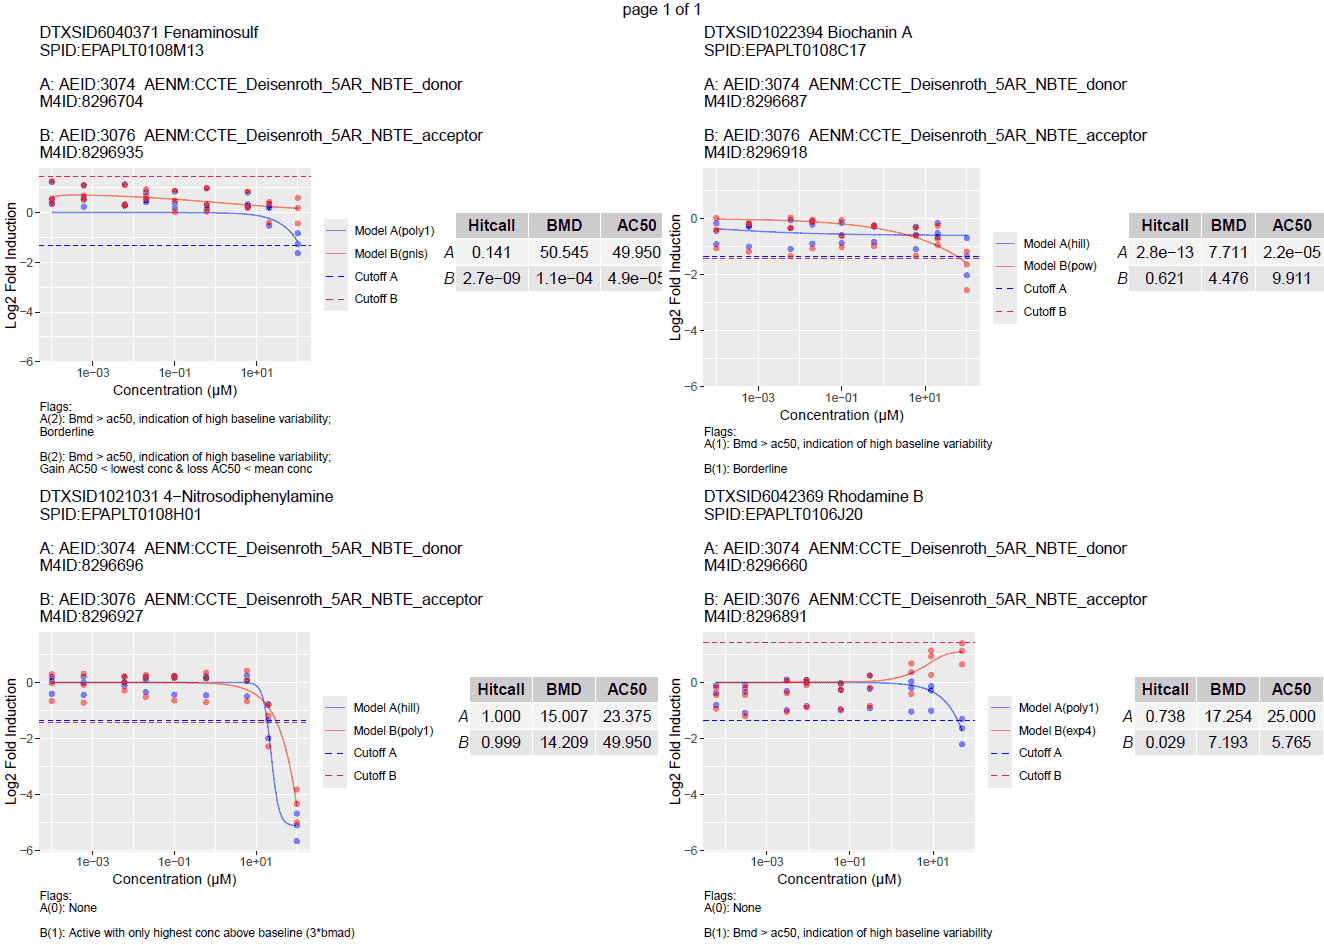 page 1 of 1
DTXSID6040371 Fenaminosulf
SPID:EPAPLT0108M13
A: AEID:3074 AENM:CCTE_Deisenroth_5AR_NBTE_donor
M4ID:8296704
B: AEID:3076 AENM:CCTE_Deisenroth_5AR_NBTE_acceptor
M4ID:8296935
Log2 Fold Induction
0
−2
−4
−6
1e−03 1e−01 1e+01
Concentration (µM)
Model A(poly1)
Model B(gnls)
Cutoff A
Cutoff B
Hitcall BMD AC50
A 0.141 50.545 49.950
B 2.7e−09 1.1e−04 4.9e−05
Flags:
A(2): Bmd > ac50, indication of high baseline variability;
Borderline
B(2): Bmd > ac50, indication of high baseline variability;
Gain AC50 < lowest conc & loss AC50 < mean conc
DTXSID1022394 Biochanin A
SPID:EPAPLT0108C17
A: AEID:3074 AENM:CCTE_Deisenroth_5AR_NBTE_donor
M4ID:8296687
B: AEID:3076 AENM:CCTE_Deisenroth_5AR_NBTE_acceptor
M4ID:8296918
Log2 Fold Induction
0
−2
−4
−6
1e−03 1e−01 1e+01
Concentration (µM)
Model A(hill)
Model B(pow)
Cutoff A
Cutoff B
Hitcall BMD AC50
A 2.8e−13 7.711 2.2e−05
B 0.621 4.476 9.911
Flags:
A(1): Bmd > ac50, indication of high baseline variability
B(1): Borderline
DTXSID1021031 4−Nitrosodiphenylamine
SPID:EPAPLT0108H01
A: AEID:3074 AENM:CCTE_Deisenroth_5AR_NBTE_donor
M4ID:8296696
B: AEID:3076 AENM:CCTE_Deisenroth_5AR_NBTE_acceptor
M4ID:8296927
Log2 Fold Induction
0
−2
−4
−6
1e−03 1e−01 1e+01
Concentration (µM)
Model A(hill)
Model B(poly1)
Cutoff A
Cutoff B
Hitcall BMD AC50
A 1.000 15.007 23.375
B 0.999 14.209 49.950
Flags:
A(0): None
B(1): Active with only highest conc above baseline (3*bmad)
DTXSID6042369 Rhodamine B
SPID:EPAPLT0106J20
A: AEID:3074 AENM:CCTE_Deisenroth_5AR_NBTE_donor
M4ID:8296660
B: AEID:3076 AENM:CCTE_Deisenroth_5AR_NBTE_acceptor
M4ID:8296891
Log2 Fold Induction
0
−2
−4
−6
1e−03 1e−01 1e+01
Concentration (µM)
Model A(poly1)
Model B(exp4)
Cutoff A
Cutoff B
Hitcall BMD AC50
A 0.738 17.254 25.000
B 0.029 7.193 5.765
Flags:
A(0): None
B(1): Bmd > ac50, indication of high baseline variability